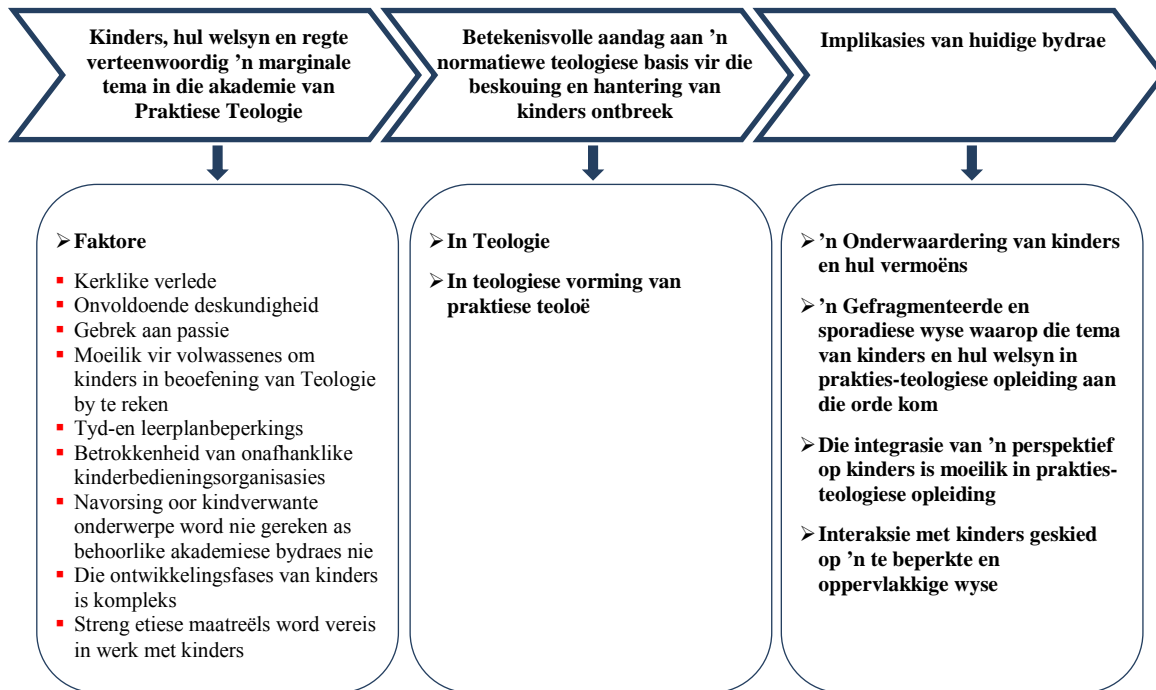 Kinders, hul welsyn en regte
verteenwoordig ’n marginale
tema in die akademie van
Praktiese Teologie
Betekenisvolle aandag aan ’n
normatiewe teologiese basis vir die
beskouing en hantering van
kinders ontbreek
Implikasies van huidige bydrae
➢ Faktore
▪ Kerklike verlede
▪ Onvoldoende deskundigheid
▪ Gebrek aan passie
▪ Moeilik vir volwassenes om
kinders in beoefening van Teologie
by te reken
▪ Tyd-en leerplanbeperkings
▪ Betrokkenheid van onafhanklike
kinderbedieningsorganisasies
▪ Navorsing oor kindverwante
onderwerpe word nie gereken as
behoorlike akademiese bydraes nie
▪ Die ontwikkelingsfases van kinders
is kompleks
▪ Streng etiese maatreëls word vereis
in werk met kinders
➢ In Teologie
➢ In teologiese vorming van
praktiese teoloë
➢ ’n Onderwaardering van kinders
en hul vermoëns
➢ ’n Gefragmenteerde en
sporadiese wyse waarop die tema
van kinders en hul welsyn in
prakties-teologiese opleiding aan
die orde kom
➢ Die integrasie van ’n perspektief
op kinders is moeilik in prakties-
teologiese opleiding
➢ Interaksie met kinders geskied
op ’n te beperkte en
oppervlakkige wyse